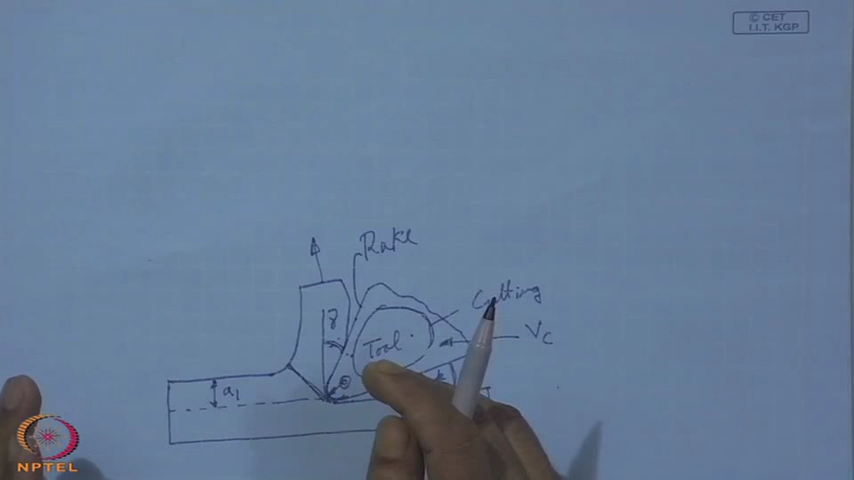 © CET
I.I.T. KGP
Rake
γ
Cutting
Tool
Vc
a1
NPTEL